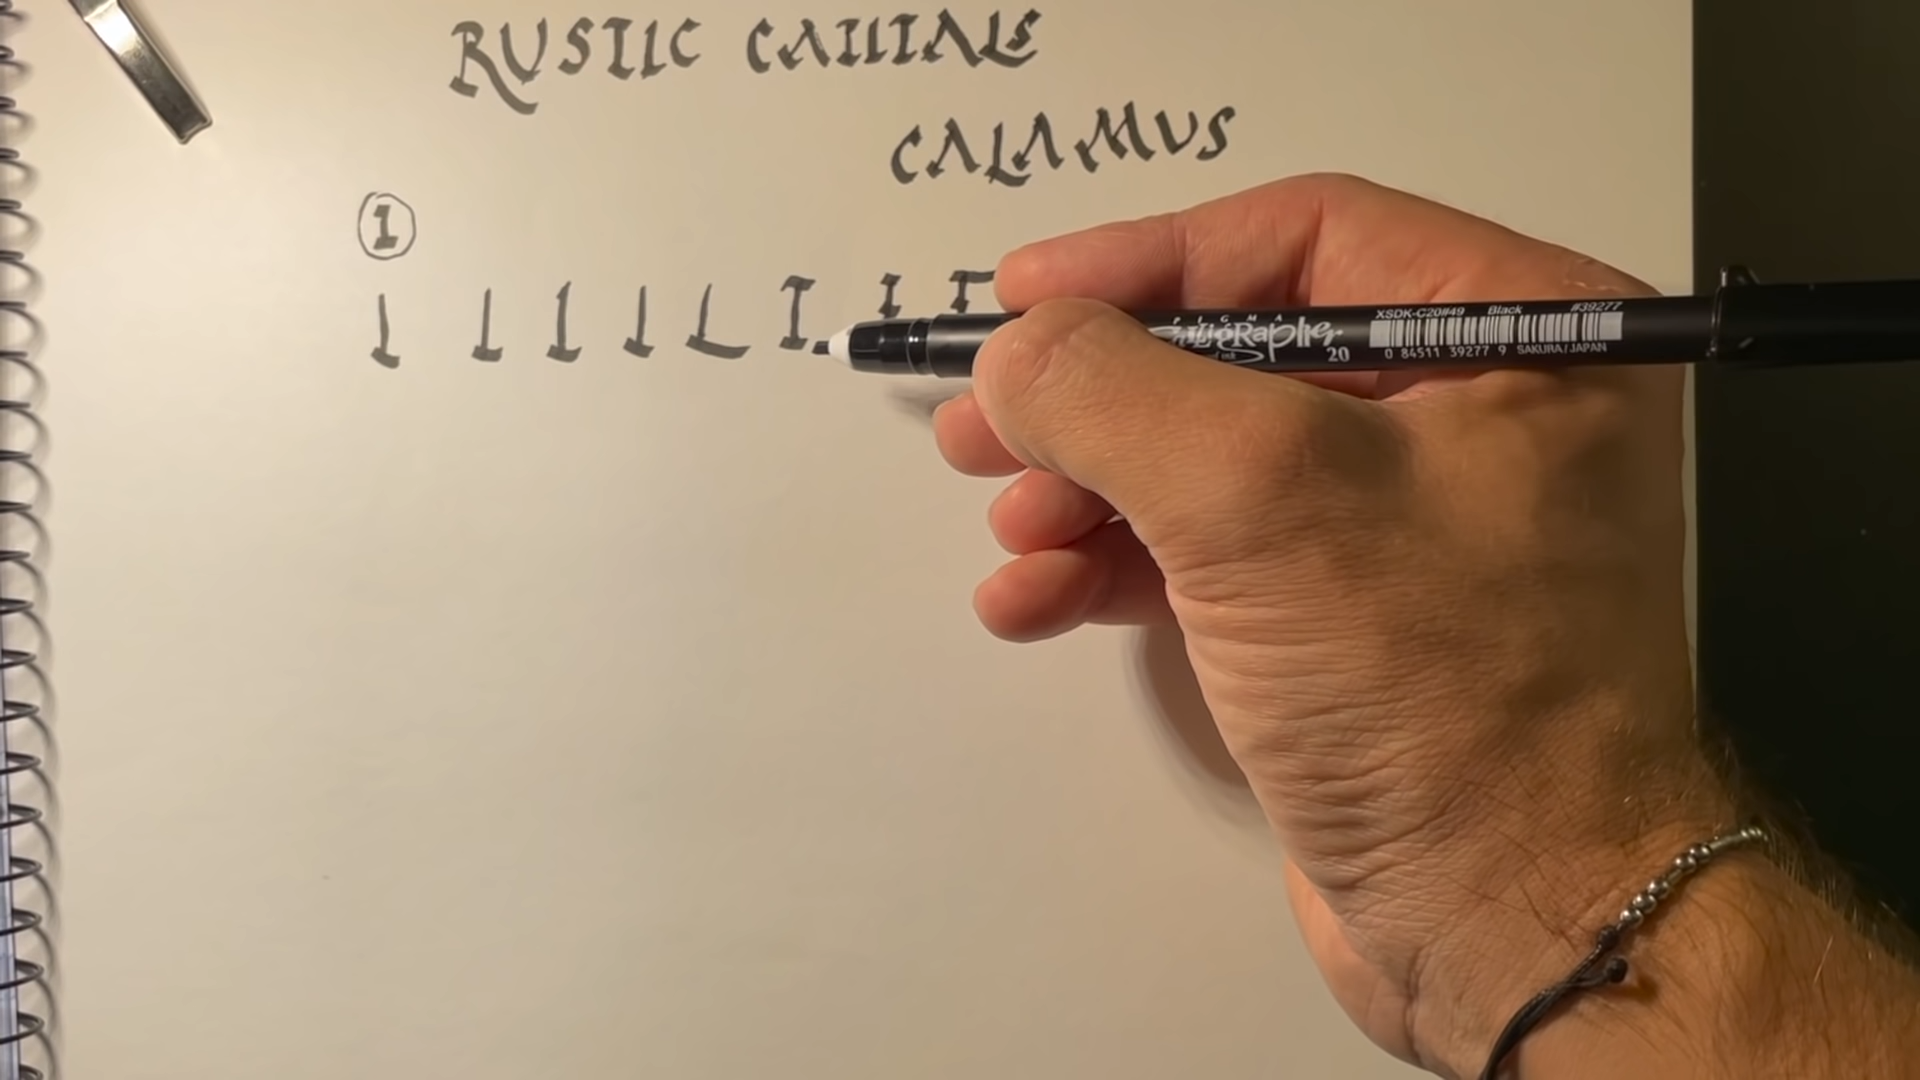 RUSTIC CAPITALS
CALAMUS
1
I I I I L I I F
PIGMA
Calligrapher 20
XSDK-C20#49 Black #39277
0 84511 39277 9 SAKURA/JAPAN